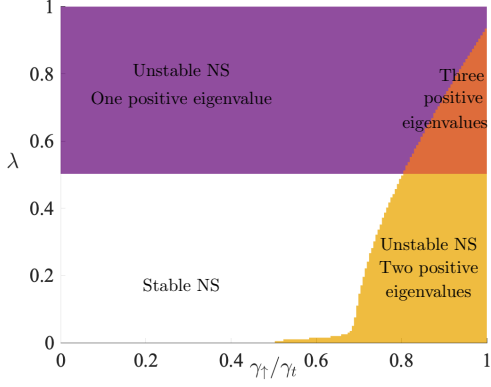 1
0.8
0.6
λ
0.4
0.2
0
Unstable NS
One positive eigenvalue
Three
positive
eigenvalues
Stable NS
Unstable NS
Two positive
eigenvalues
0 0.2 0.4 0.6 0.8 1
γ↑/γt